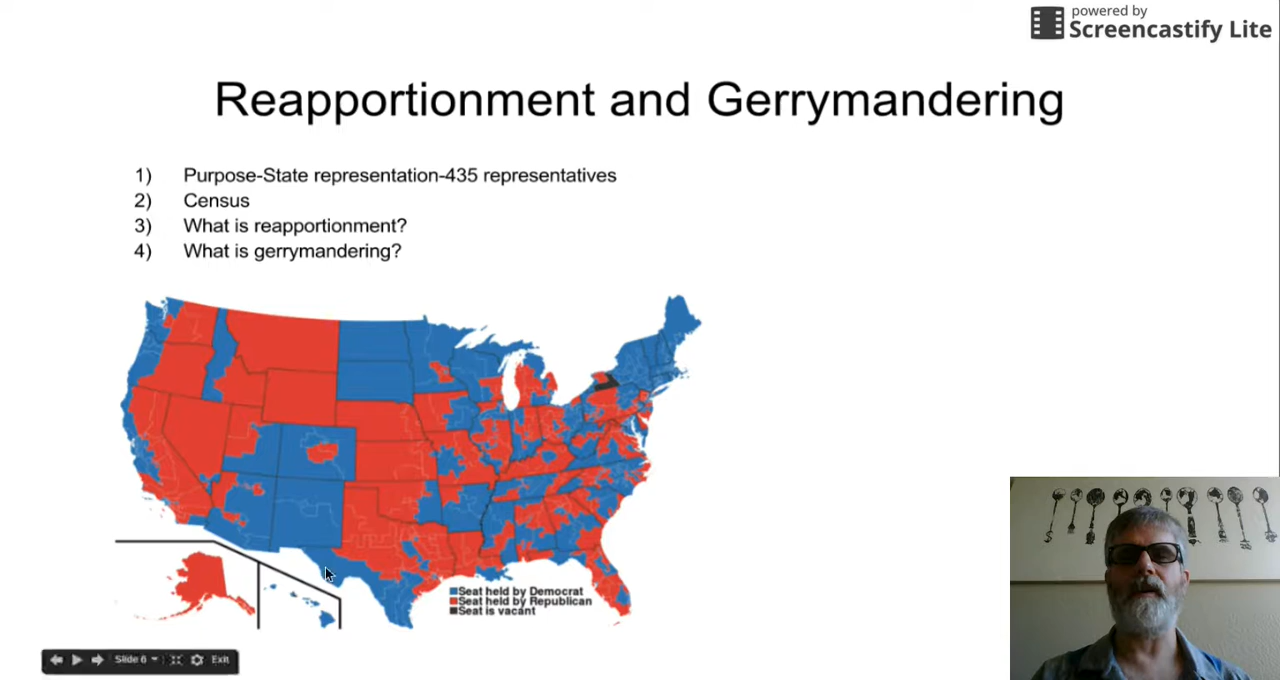 powered by
Screencastify Lite
Reapportionment and Gerrymandering
1) Purpose-State representation-435 representatives
2) Census
3) What is reapportionment?
4) What is gerrymandering?
Seat held by Democrat
Seat held by Republican
Seat is vacant
Slide 6
Exit